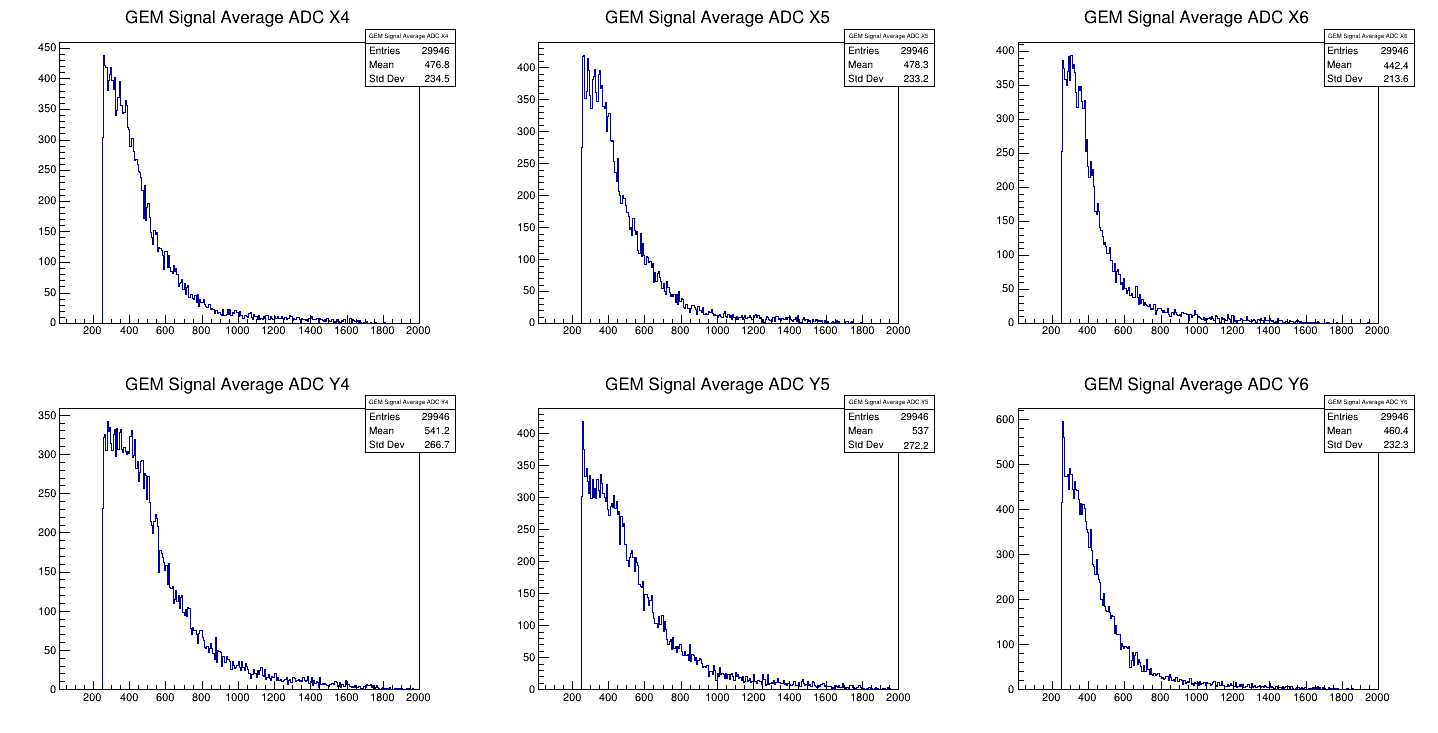 GEM Signal Average ADC X4
GEM Signal Average ADC X4
Entries 29946
Mean 476.8
Std Dev 234.5
450
400
350
300
250
200
150
100
50
0
200 400 600 800 1000 1200 1400 1600 1800 2000
GEM Signal Average ADC X5
GEM Signal Average ADC X5
Entries 29946
Mean 478.3
Std Dev 233.2
400
350
300
250
200
150
100
50
0
200 400 600 800 1000 1200 1400 1600 1800 2000
GEM Signal Average ADC X6
GEM Signal Average ADC X6
Entries 29946
Mean 442.4
Std Dev 213.6
400
350
300
250
200
150
100
50
0
200 400 600 800 1000 1200 1400 1600 1800 2000
GEM Signal Average ADC Y4
GEM Signal Average ADC Y4
Entries 29946
Mean 541.2
Std Dev 266.7
350
300
250
200
150
100
50
0
200 400 600 800 1000 1200 1400 1600 1800 2000
GEM Signal Average ADC Y5
GEM Signal Average ADC Y5
Entries 29946
Mean 537
Std Dev 272.2
400
350
300
250
200
150
100
50
0
200 400 600 800 1000 1200 1400 1600 1800 2000
GEM Signal Average ADC Y6
GEM Signal Average ADC Y6
Entries 29946
Mean 460.4
Std Dev 232.3
600
500
400
300
200
100
0
200 400 600 800 1000 1200 1400 1600 1800 2000